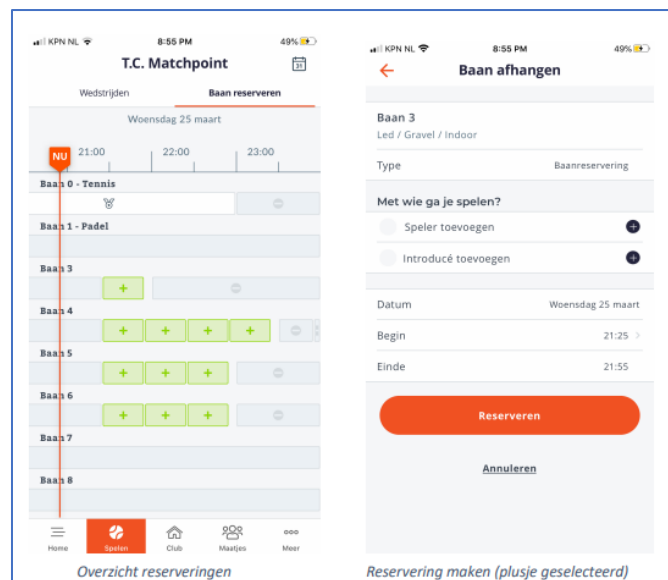 KPN NL 8:55 PM 49%
T.C. Matchpoint
31
Wedstrijden Baan reserveren
Woensdag 25 maart
NU 21:00 22:00 23:00
Baan 0 - Tennis
Baan 1 - Padel
Baan 3
+
Baan 4
+ + + +
Baan 5
+ + +
Baan 6
+ + +
Baan 7
Baan 8
Home Spelen Club Maatjes Meer
Overzicht reserveringen
KPN NL 8:55 PM 49%
Baan afhangen
Baan 3
Led / Gravel / Indoor
Type Baanreservering
Met wie ga je spelen?
Speler toevoegen
Introducé toevoegen
Datum Woensdag 25 maart
Begin 21:25
Einde 21:55
Reserveren
Annuleren
Reservering maken (plusje geselecteerd)